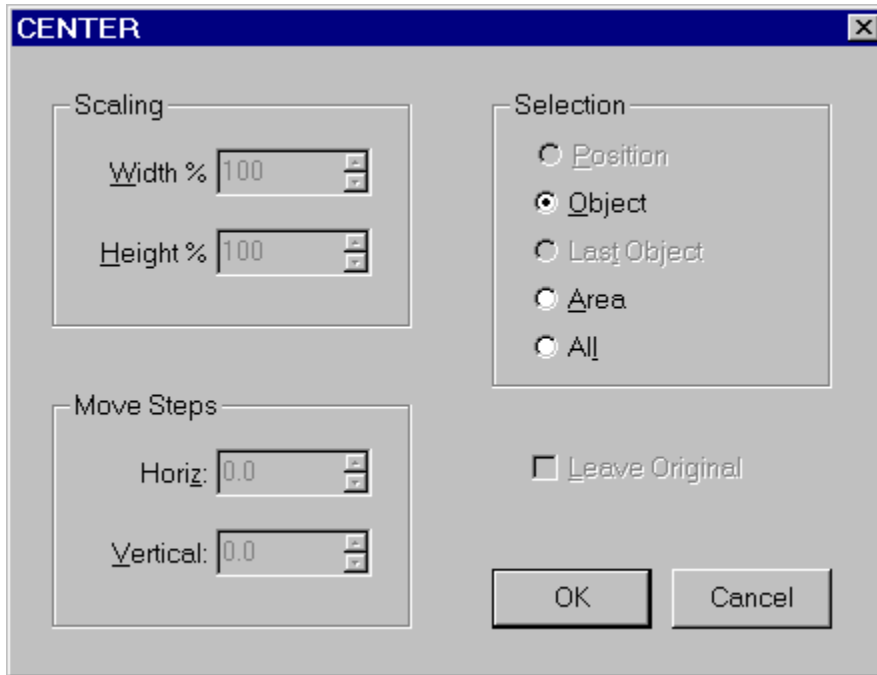 CENTER
Scaling
Width % 100
Height % 100
Move Steps
Horiz: 0.0
Vertical: 0.0
Selection
Position
Object
Last Object
Area
All
Leave Original
OK
Cancel